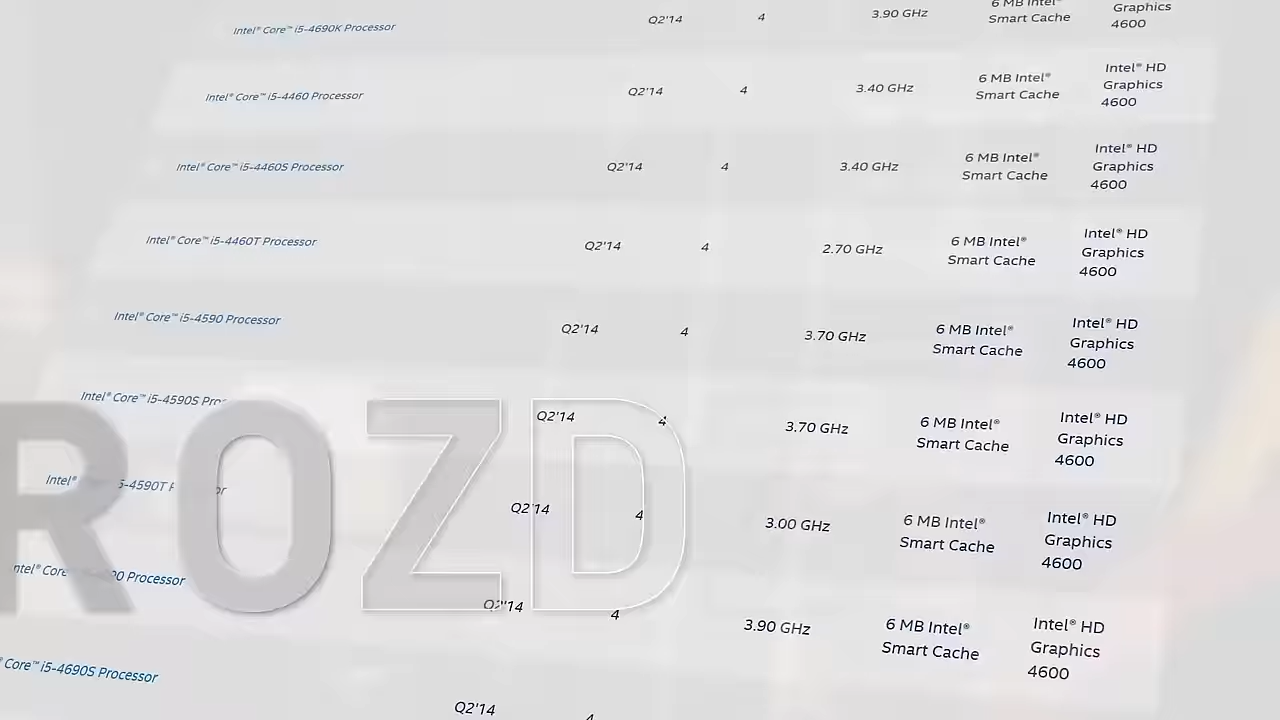 Intel® Core™ i5-4690K Processor Q2'14 4 3.90 GHz 6 MB Intel® Smart Cache Graphics 4600
Intel® Core™ i5-4460 Processor Q2'14 4 3.40 GHz 6 MB Intel® Smart Cache Intel® HD Graphics 4600
Intel® Core™ i5-4460S Processor Q2'14 4 3.40 GHz 6 MB Intel® Smart Cache Intel® HD Graphics 4600
Intel® Core™ i5-4460T Processor Q2'14 4 2.70 GHz 6 MB Intel® Smart Cache Intel® HD Graphics 4600
Intel® Core™ i5-4590 Processor Q2'14 4 3.70 GHz 6 MB Intel® Smart Cache Intel® HD Graphics 4600
Intel® Core™ i5-4590S Proc Q2'14 4 3.70 GHz 6 MB Intel® Smart Cache Intel® HD Graphics 4600
Intel® 5-4590T P or Q2'14 4 3.00 GHz 6 MB Intel® Smart Cache Intel® HD Graphics 4600
ntel® Core 90 Processor Q2'14 4 3.90 GHz 6 MB Intel® Smart Cache Intel® HD Graphics 4600
® Core™ i5-4690S Processor Q2'14 4
ROZD